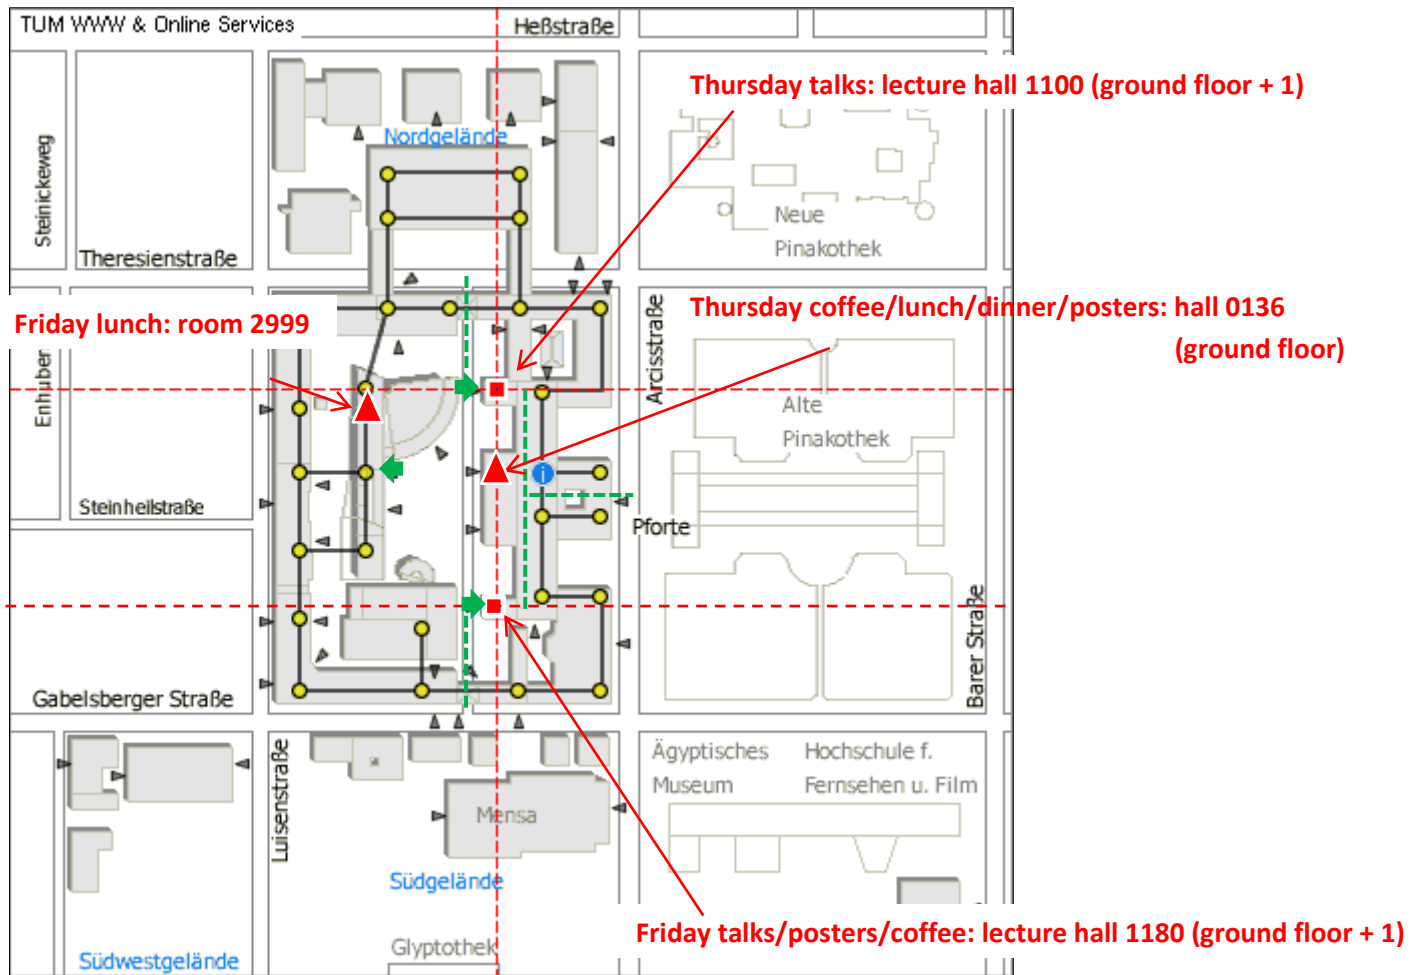 TUM WWW & Online Services
Heßstraße
Thursday talks: lecture hall 1100 (ground floor + 1)
Nordgelände
Steinickeweg
Neue
Pinakothek
Theresienstraße
Thursday coffee/lunch/dinner/posters: hall 0136
(ground floor)
Friday lunch: room 2999
Arcisstraße
Enhuber
Alte
Pinakothek
i
Steinheilstraße
Pforte
Barer Straße
Gabelsberger Straße
Luisenstraße
Ägyptisches
Museum
Hochschule f.
Fernsehen u. Film
Mensa
Südgelände
Friday talks/posters/coffee: lecture hall 1180 (ground floor + 1)
Glyptothek
Südwestgelände